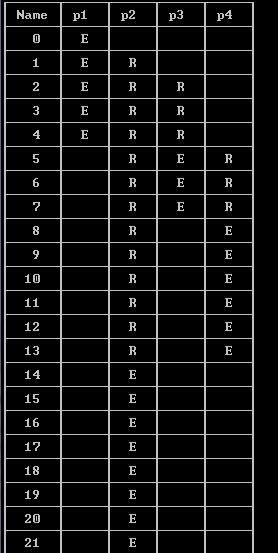 Name p1 p2 p3 p4
0 E
1 E R
2 E R R
3 E R R
4 E R R
5 R E R
6 R E R
7 R E R
8 R E
9 R E
10 R E
11 R E
12 R E
13 R E
14 E
15 E
16 E
17 E
18 E
19 E
20 E
21 E